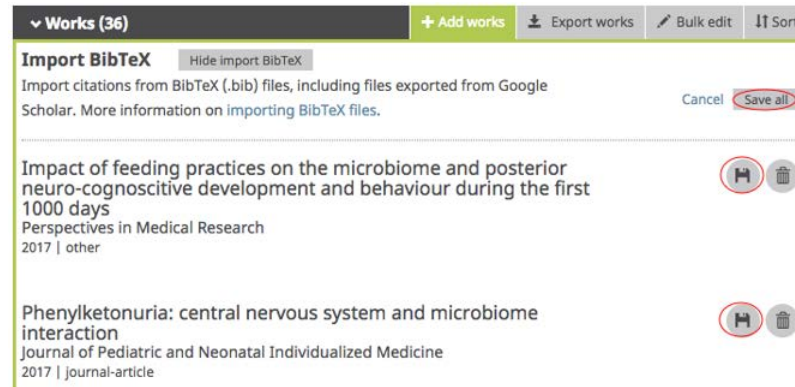 Works (36)
+ Add works
Export works
Bulk edit
Sort
Import BibTeX
Hide import BibTeX
Import citations from BibTeX (.bib) files, including files exported from Google
Scholar. More information on importing BibTeX files.
Cancel
Save all
Impact of feeding practices on the microbiome and posterior
neuro-cognoscitive development and behaviour during the first
1000 days
Perspectives in Medical Research
2017 | other
Phenylketonuria: central nervous system and microbiome
interaction
Journal of Pediatric and Neonatal Individualized Medicine
2017 | journal-article